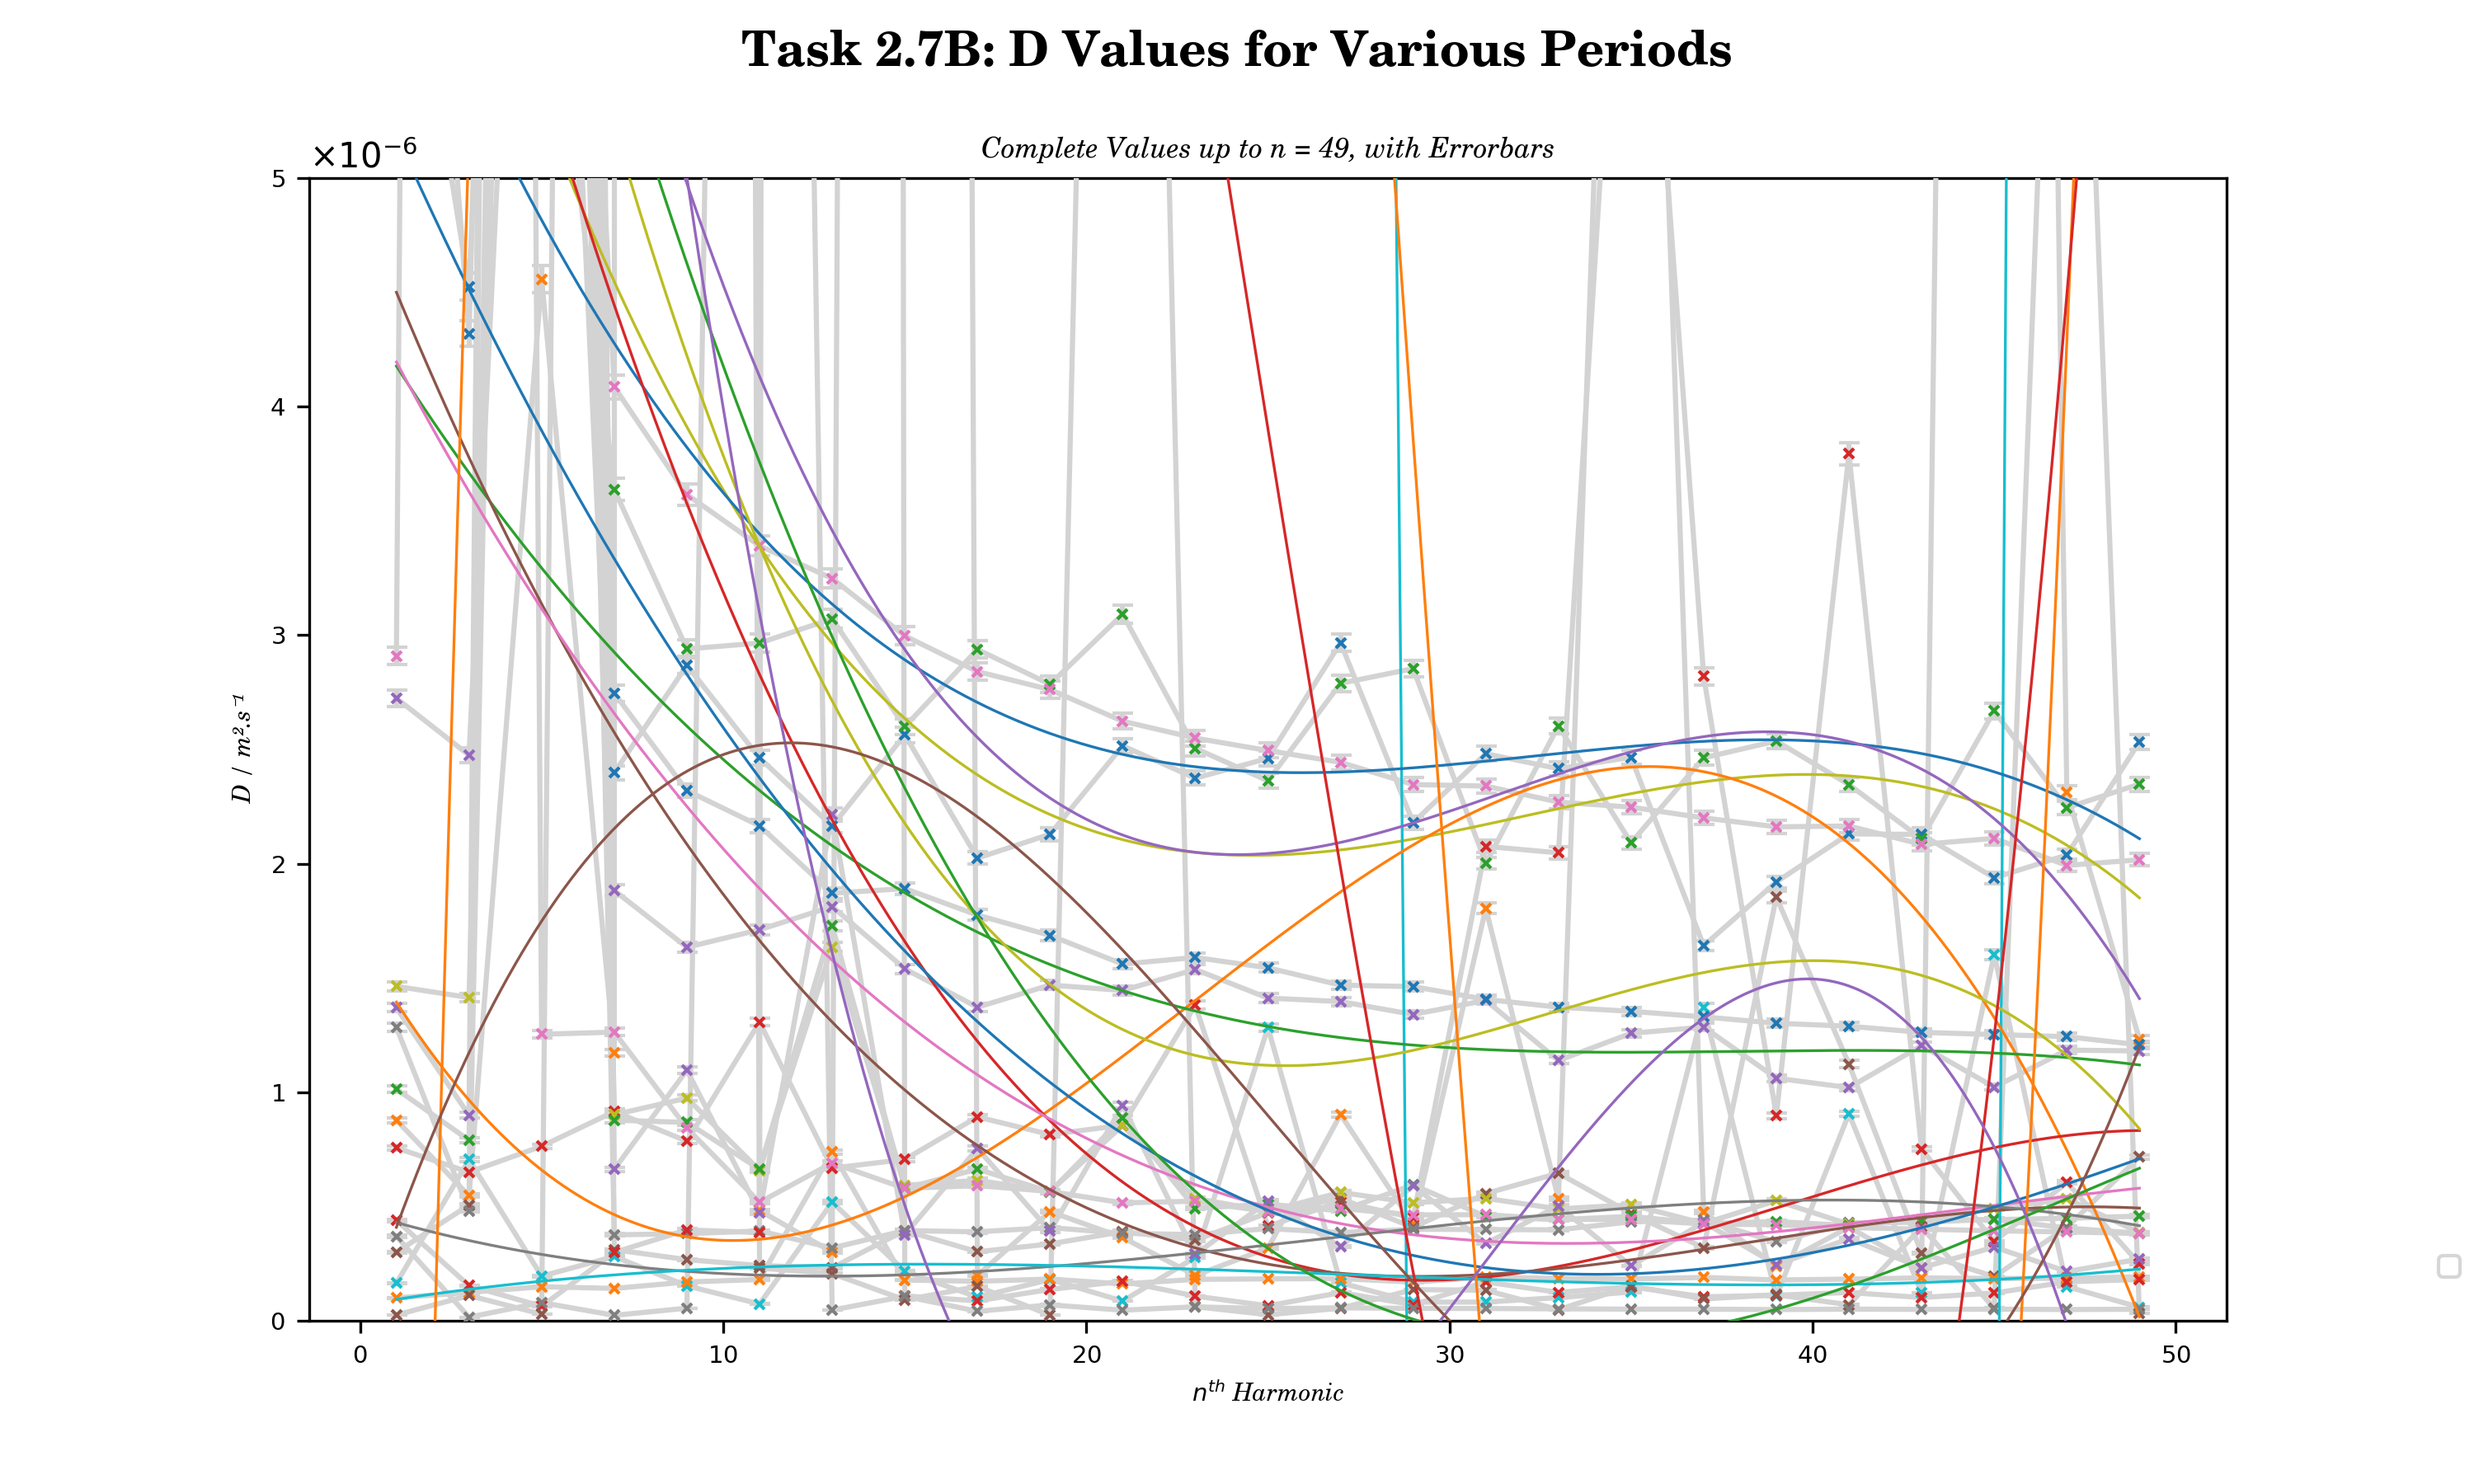 Task 2.7B: D Values for Various Periods
Complete Values up to n = 49, with Errorbars
×10⁻⁶
5
4
3
2
1
0
D / m².s⁻¹
0 10 20 30 40 50
nᵗʰ Harmonic